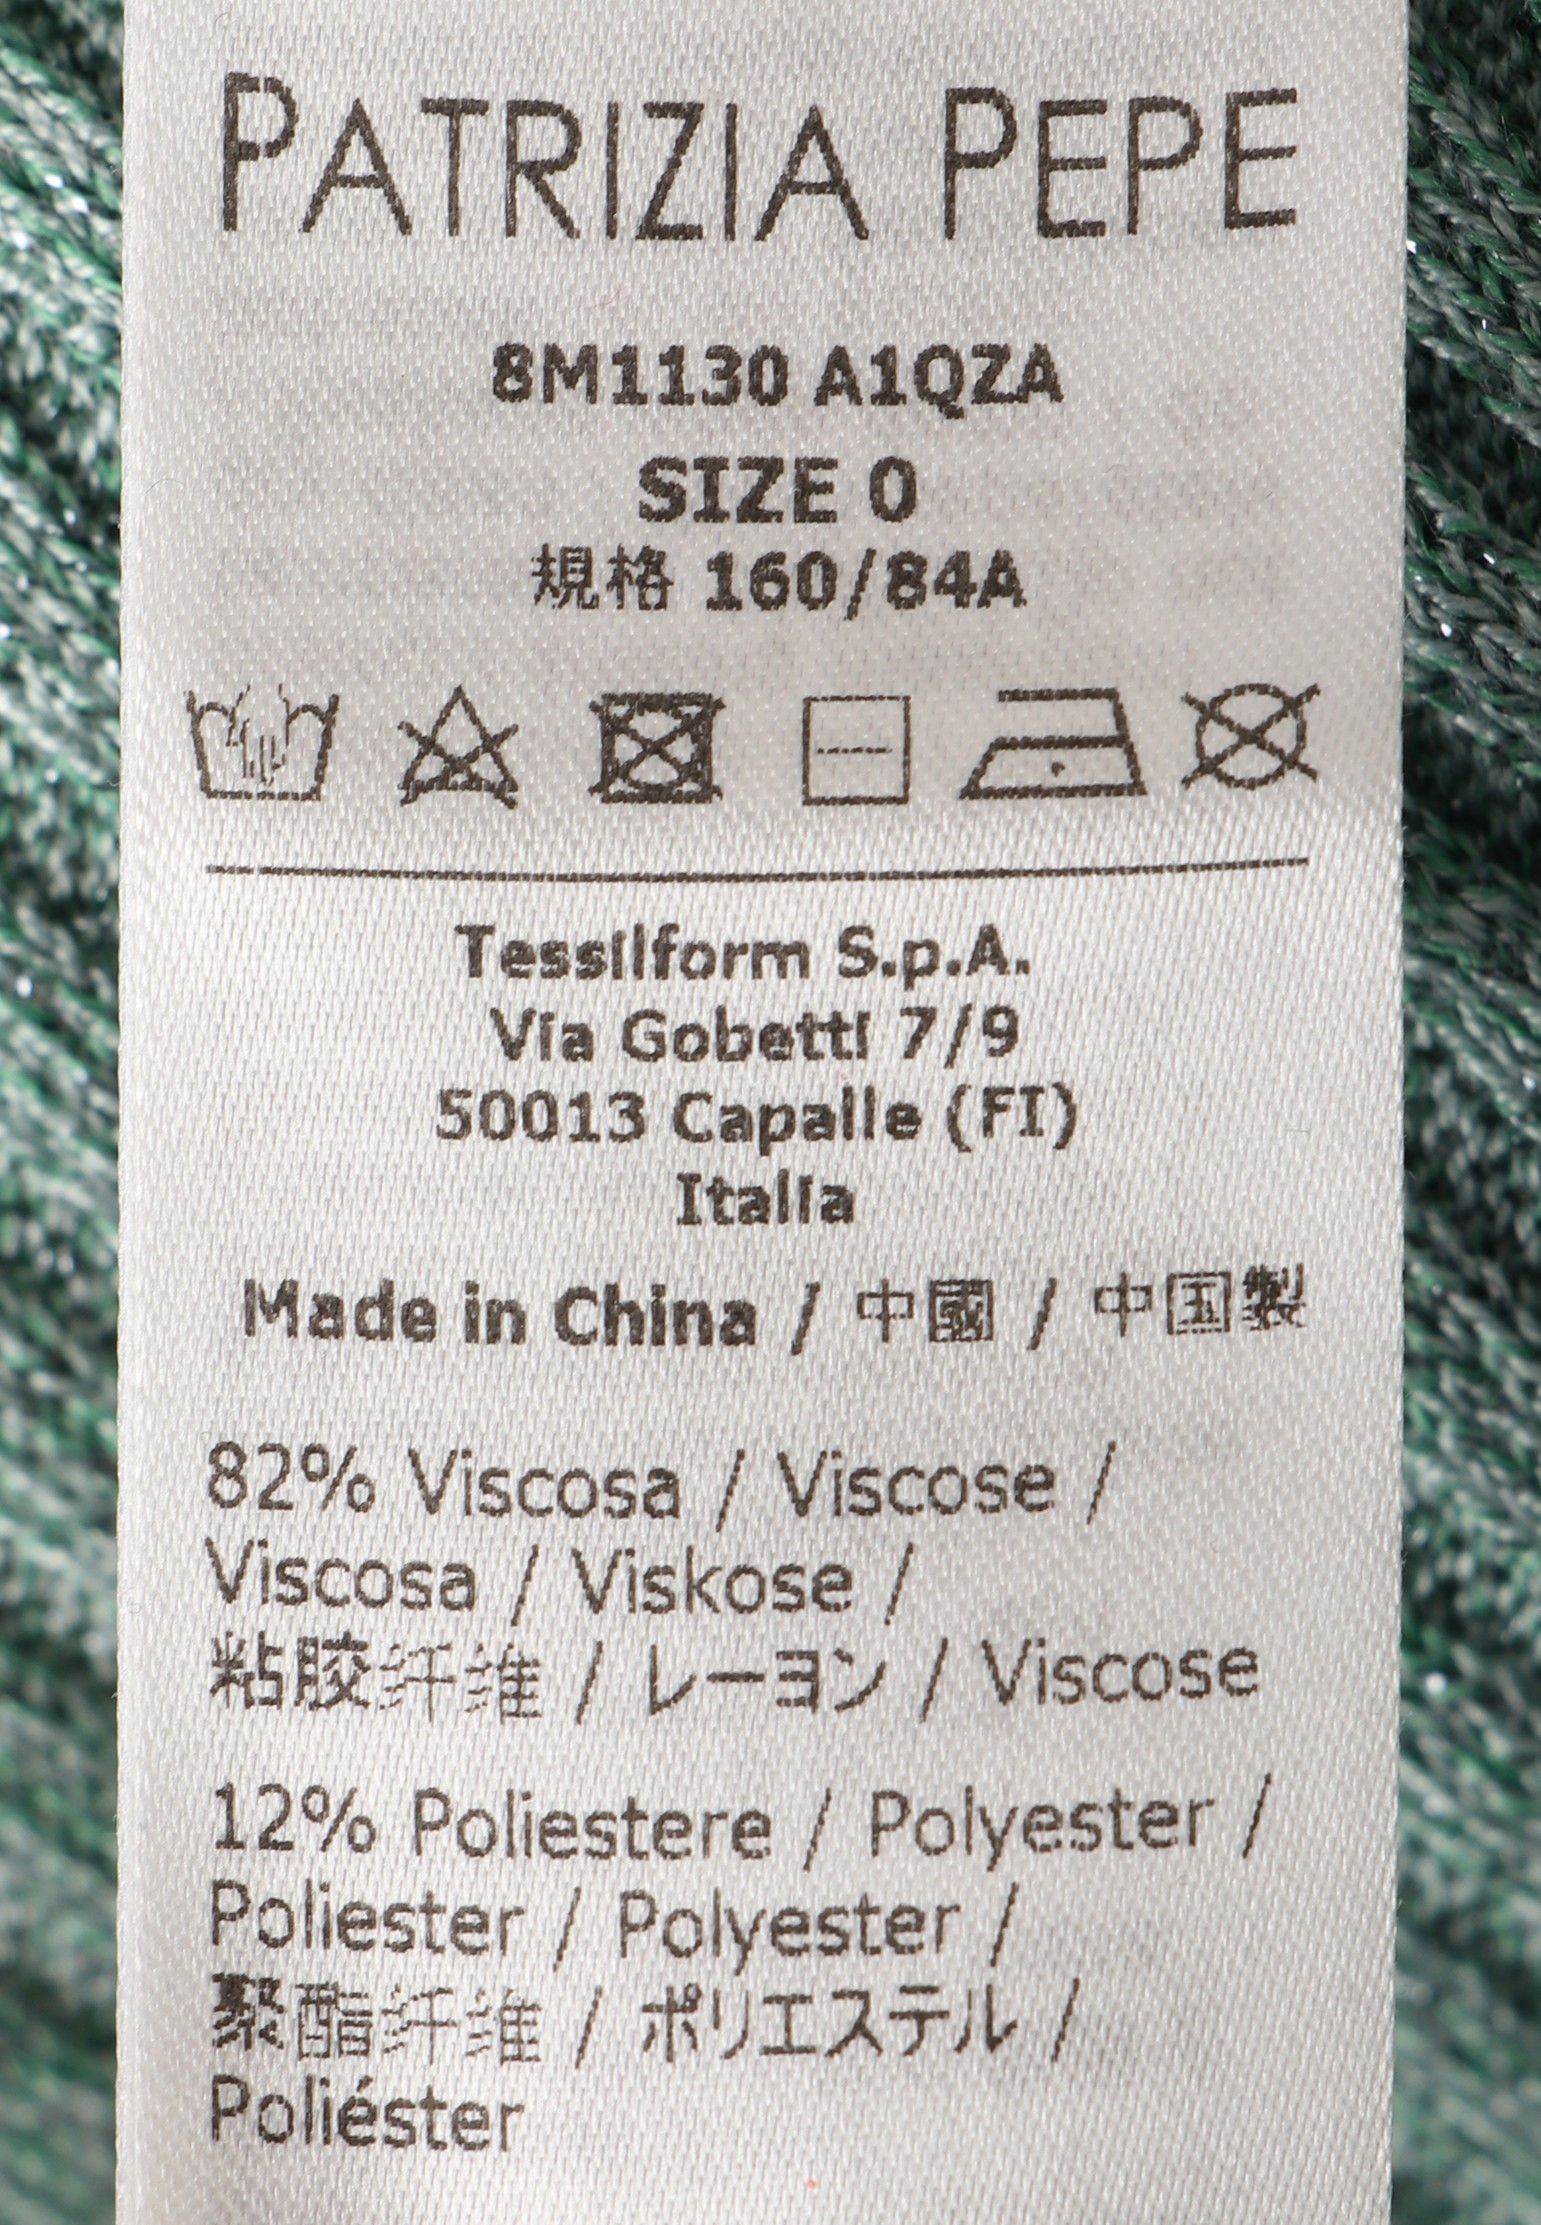 PATRIZIA PEPE
8M1130 A1QZA
SIZE 0
規格 160/84A
Tessilform S.p.A.
Via Gobetti 7/9
50013 Capalle (FI)
Italia
Made in China / 中國 / 中国製
82% Viscosa / Viscose /
Viscosa / Viskose /
粘胶纤维 / レーヨン / Viscose
12% Poliestere / Polyester /
Poliester / Polyester /
聚酯纤维 / ポリエステル /
Poliéster